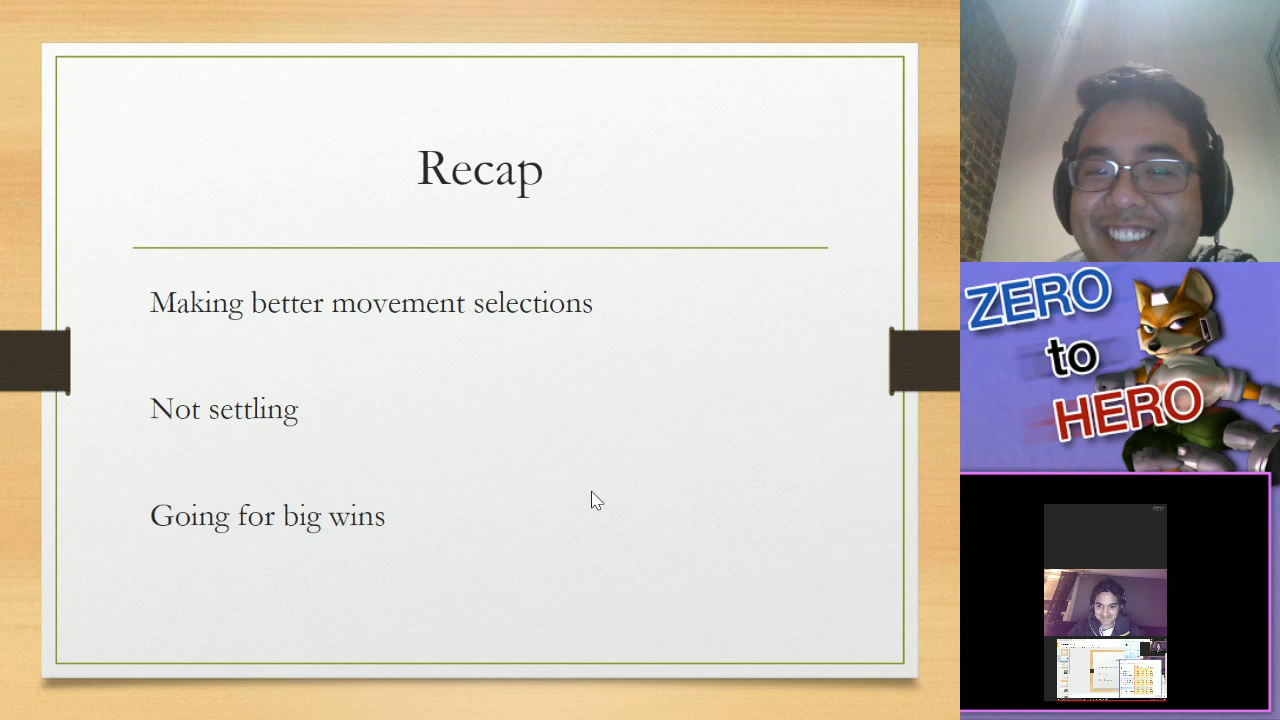 Recap
Making better movement selections
Not settling
Going for big wins
ZERO
to
HERO